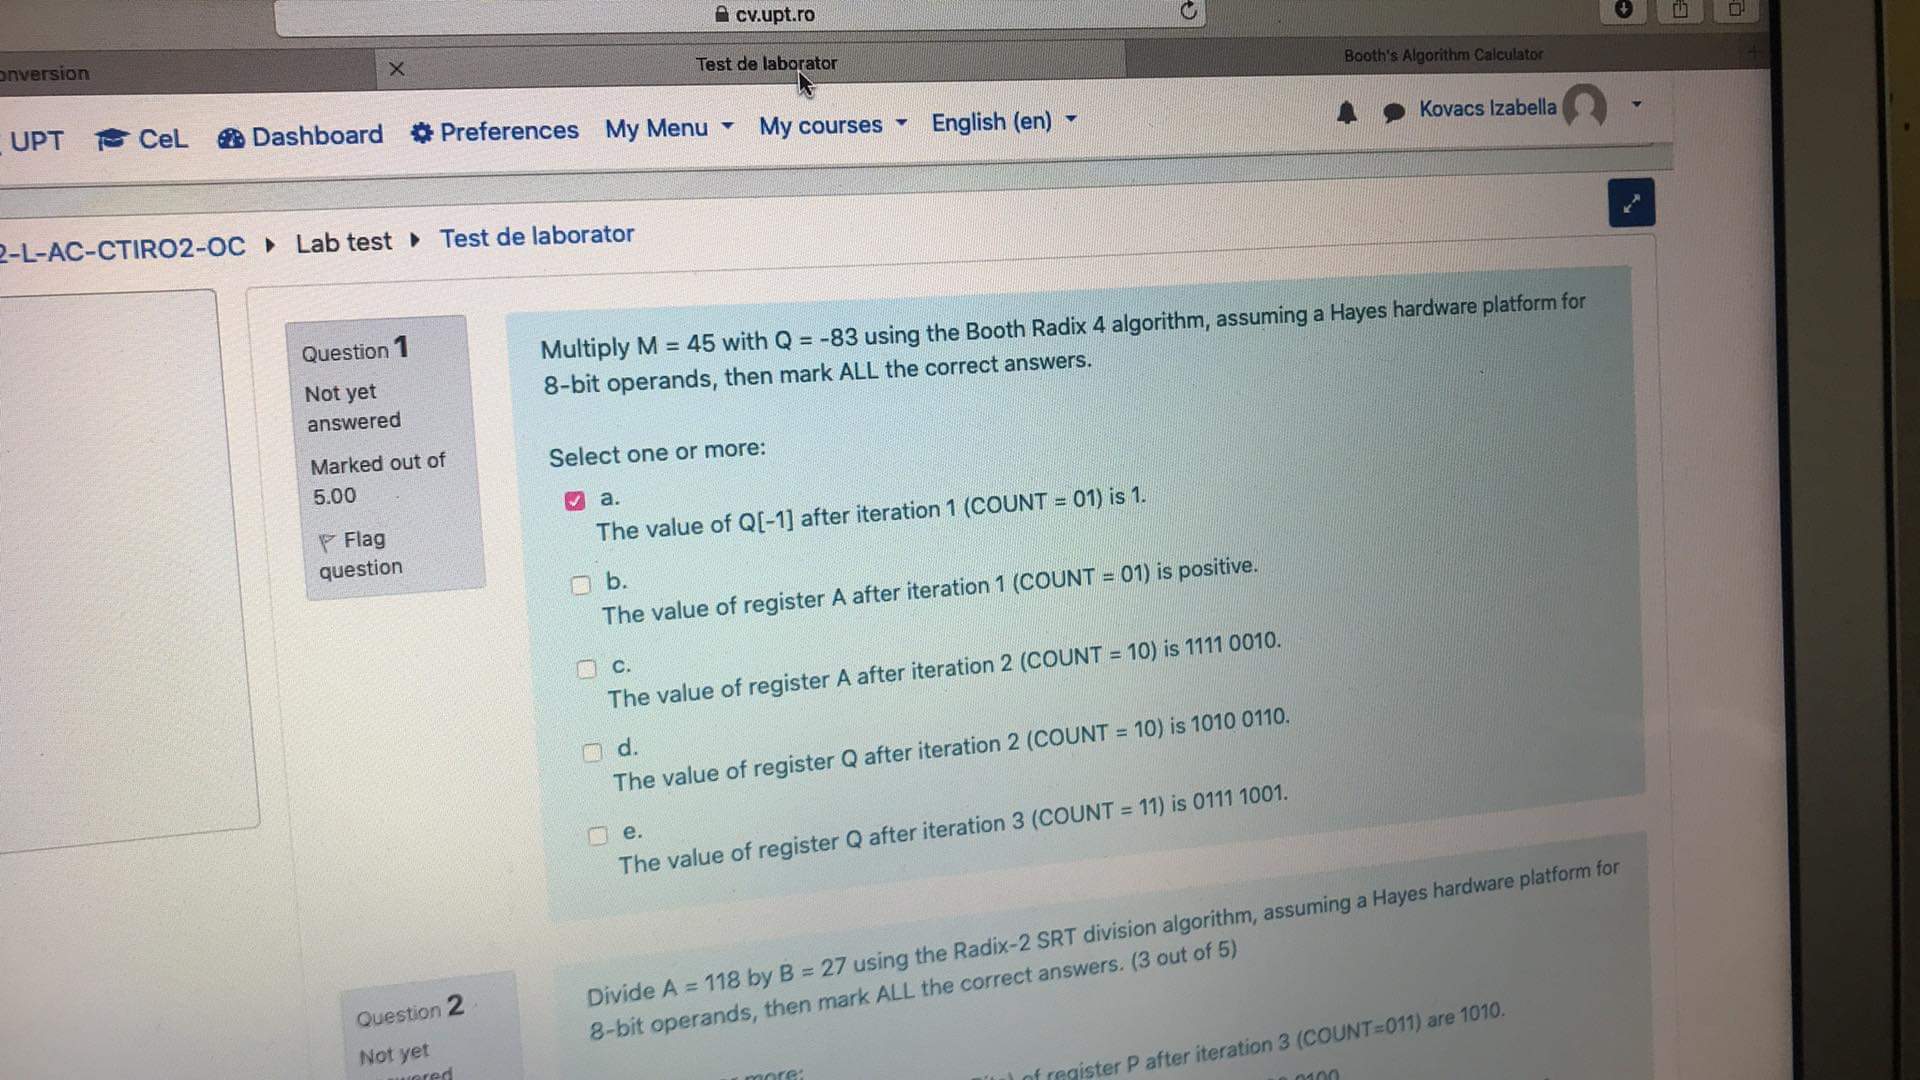 cv.upt.ro
Test de laborator
Booth's Algorithm Calculator
UPT CeL Dashboard Preferences My Menu My courses English (en) Kovacs Izabella
2-L-AC-CTIRO2-OC Lab test Test de laborator
Question 1
Not yet
answered
Marked out of
5.00
Flag
question
Multiply M = 45 with Q = -83 using the Booth Radix 4 algorithm, assuming a Hayes hardware platform for
8-bit operands, then mark ALL the correct answers.
Select one or more:
a.
The value of Q[-1] after iteration 1 (COUNT = 01) is 1.
b.
The value of register A after iteration 1 (COUNT = 01) is positive.
c.
The value of register A after iteration 2 (COUNT = 10) is 1111 0010.
d.
The value of register Q after iteration 2 (COUNT = 10) is 1010 0110.
e.
The value of register Q after iteration 3 (COUNT = 11) is 0111 1001.
Question 2
Not yet
Divide A = 118 by B = 27 using the Radix-2 SRT division algorithm, assuming a Hayes hardware platform for
8-bit operands, then mark ALL the correct answers. (3 out of 5)
more:
of register P after iteration 3 (COUNT=011) are 1010.